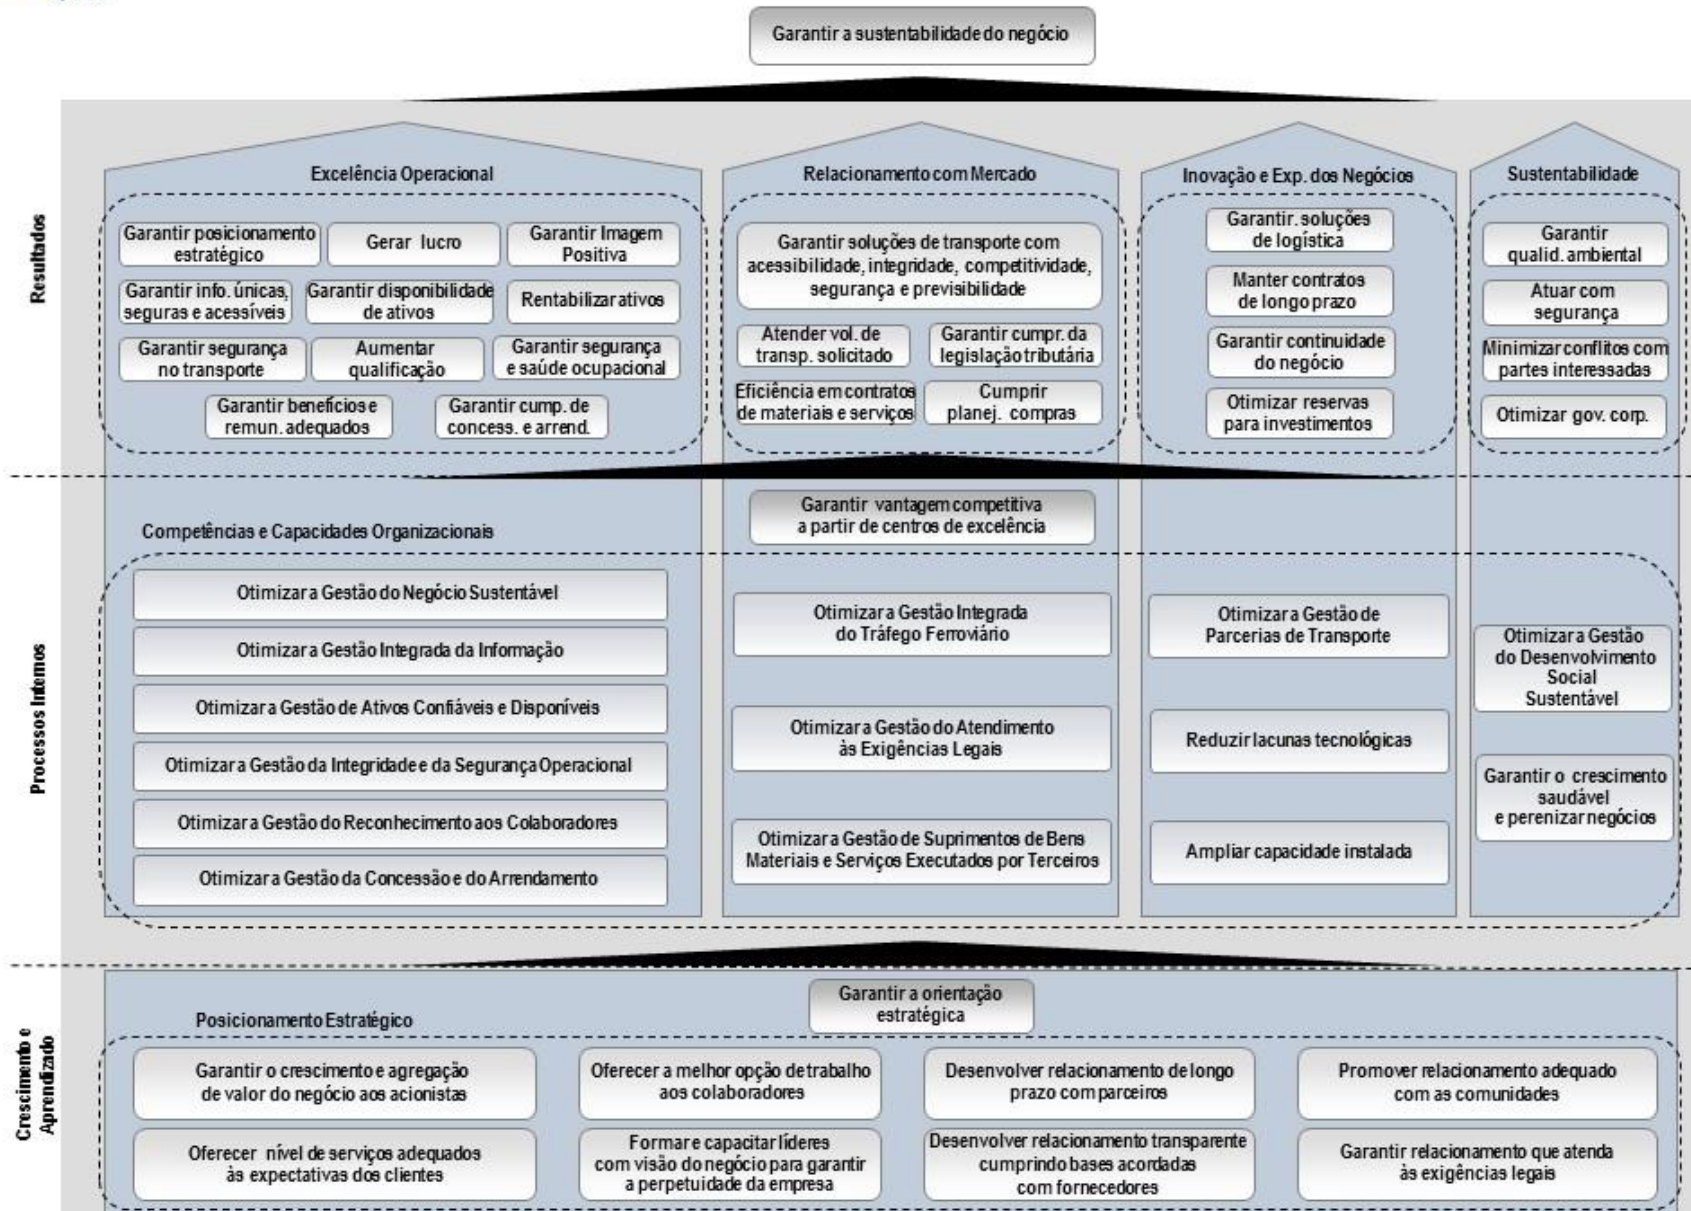 Garantir a sustentabilidade do negócio
Resultados
Excelência Operacional
Garantir posicionamento
estratégico
Gerar lucro
Garantir Imagem
Positiva
Garantir info. únicas,
seguras e acessíveis
Garantir disponibilidade
de ativos
Rentabilizar ativos
Garantir segurança
no transporte
Aumentar
qualificação
Garantir segurança
e saúde ocupacional
Garantir benefícios e
remun. adequados
Garantir cump. de
concess. e arrend.
Relacionamento com Mercado
Garantir soluções de transporte com
acessibilidade, integridade, competitividade,
segurança e previsibilidade
Atender vol. de
transp. solicitado
Garantir cumpr. da
legislação tributária
Eficiência em contratos
de materiais e serviços
Cumprir
planej. compras
Inovação e Exp. dos Negócios
Garantir. soluções
de logística
Manter contratos
de longo prazo
Garantir continuidade
do negócio
Otimizar reservas
para investimentos
Sustentabilidade
Garantir
qualid. ambiental
Atuar com
segurança
Minimizar conflitos com
partes interessadas
Otimizar gov. corp.
Processos Internos
Garantir vantagem competitiva
a partir de centros de excelência
Competências e Capacidades Organizacionais
Otimizar a Gestão do Negócio Sustentável
Otimizar a Gestão Integrada da Informação
Otimizar a Gestão de Ativos Confiáveis e Disponíveis
Otimizar a Gestão da Integridade e da Segurança Operacional
Otimizar a Gestão do Reconhecimento aos Colaboradores
Otimizar a Gestão da Concessão e do Arrendamento
Otimizar a Gestão Integrada
do Tráfego Ferroviário
Otimizar a Gestão do Atendimento
às Exigências Legais
Otimizar a Gestão de Suprimentos de Bens
Materiais e Serviços Executados por Terceiros
Otimizar a Gestão de
Parcerias de Transporte
Reduzir lacunas tecnológicas
Ampliar capacidade instalada
Otimizar a Gestão
do Desenvolvimento
Social
Sustentável
Garantir o crescimento
saudável
e perenizar negócios
Crescimento e
Aprendizado
Garantir a orientação
estratégica
Posicionamento Estratégico
Garantir o crescimento e agregação
de valor do negócio aos acionistas
Oferecer a melhor opção de trabalho
aos colaboradores
Desenvolver relacionamento de longo
prazo com parceiros
Promover relacionamento adequado
com as comunidades
Oferecer nível de serviços adequados
às expectativas dos clientes
Formar e capacitar líderes
com visão do negócio para garantir
a perpetuidade da empresa
Desenvolver relacionamento transparente
cumprindo bases acordadas
com fornecedores
Garantir relacionamento que atenda
às exigências legais